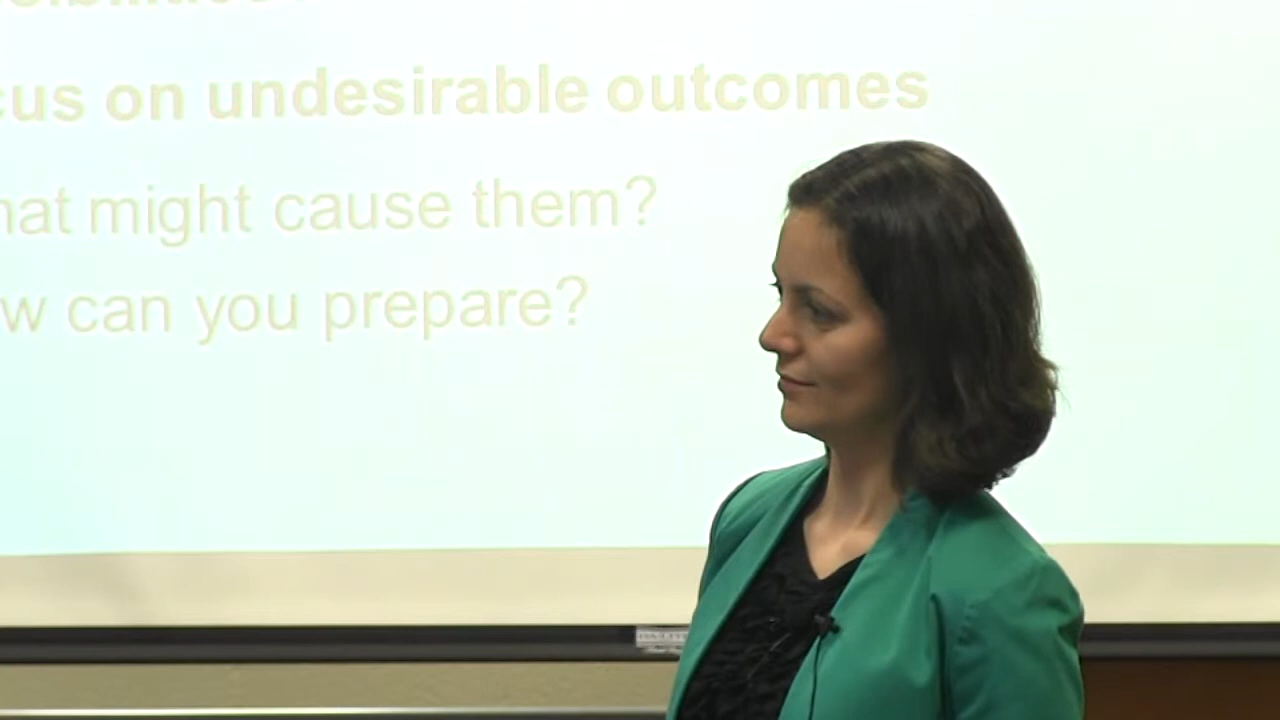 cus on undesirable outcomes
hat might cause them?
w can you prepare?